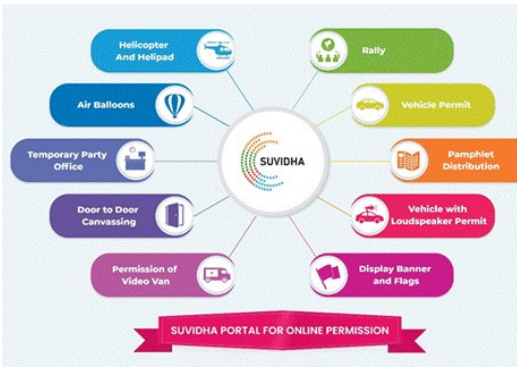 Helicopter
And Helipad
Rally
Air Balloons
Vehicle Permit
Temporary Party
Office
SUVIDHA
Pamphlet
Distribution
Door to Door
Canvassing
Vehicle with
Loudspeaker Permit
Permission of
Video Van
Display Banner
and Flags
SUVIDHA PORTAL FOR ONLINE PERMISSION